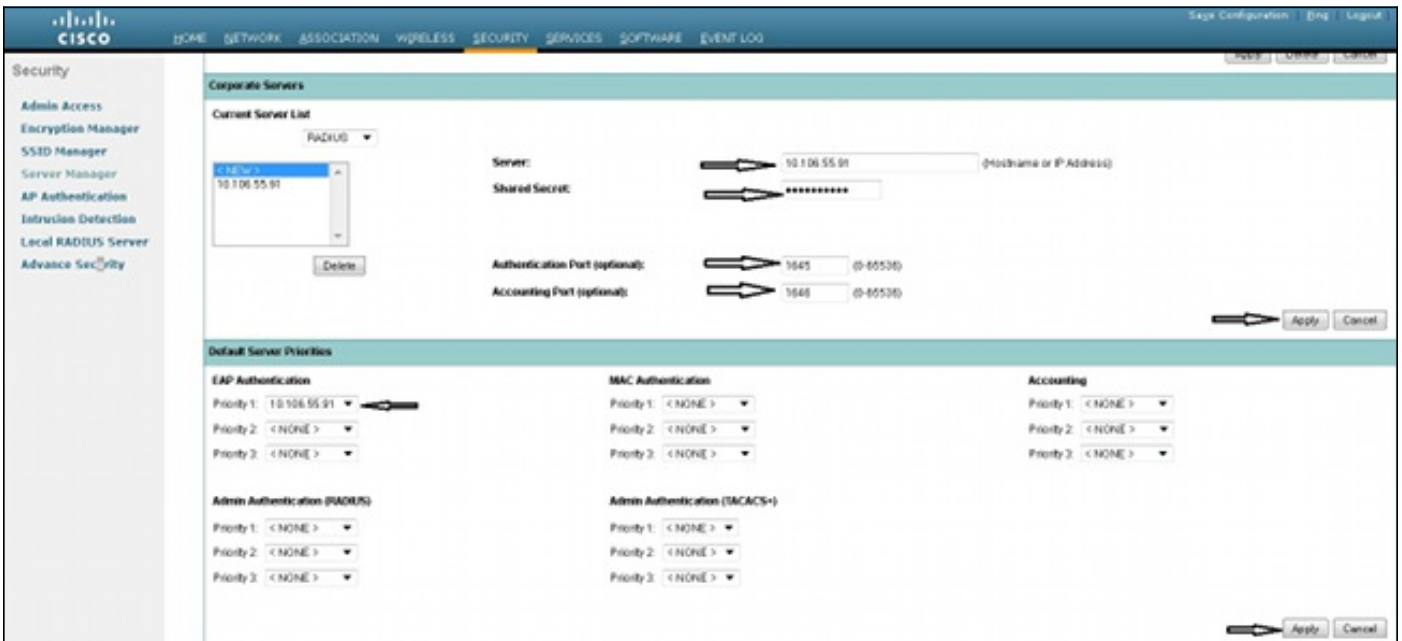 Save Configuration | Ping | Logout
CISCO
HOME NETWORK ASSOCIATION WIRELESS SECURITY SERVICES SOFTWARE EVENT LOG
Security
Admin Access
Encryption Manager
SSID Manager
Server Manager
AP Authentication
Intrusion Detection
Local RADIUS Server
Advance Security
Apply Delete Cancel
Corporate Servers
Current Server List
RADIUS
< NEW >
10.106.55.91
Delete
Server: 10.106.55.91 (Hostname or IP Address)
Shared Secret: ••••••••••
Authentication Port (optional): 1645 (0-65536)
Accounting Port (optional): 1646 (0-65536)
Apply Cancel
Default Server Priorities
EAP Authentication
Priority 1: 10.106.55.91
Priority 2: < NONE >
Priority 3: < NONE >
MAC Authentication
Priority 1: < NONE >
Priority 2: < NONE >
Priority 3: < NONE >
Accounting
Priority 1: < NONE >
Priority 2: < NONE >
Priority 3: < NONE >
Admin Authentication (RADIUS)
Priority 1: < NONE >
Priority 2: < NONE >
Priority 3: < NONE >
Admin Authentication (TACACS+)
Priority 1: < NONE >
Priority 2: < NONE >
Priority 3: < NONE >
Apply Cancel